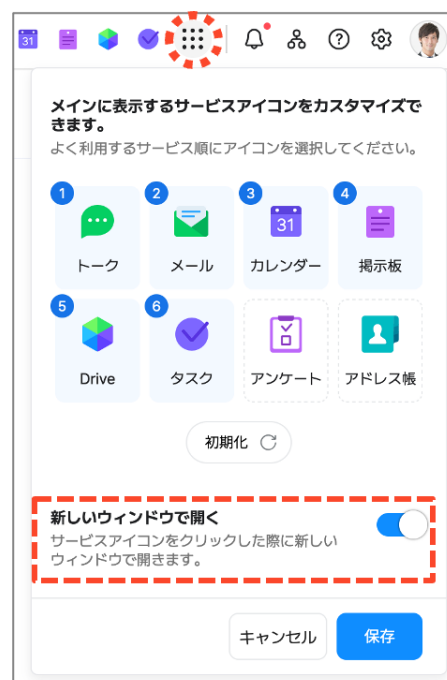 31
メインに表示するサービスアイコンをカスタマイズで
きます。
よく利用するサービス順にアイコンを選択してください。
1 2 3 4
31
トーク メール カレンダー 掲示板
5 6
Drive タスク アンケート アドレス帳
初期化
新しいウィンドウで開く
サービスアイコンをクリックした際に新しい
ウィンドウで開きます。
キャンセル 保存